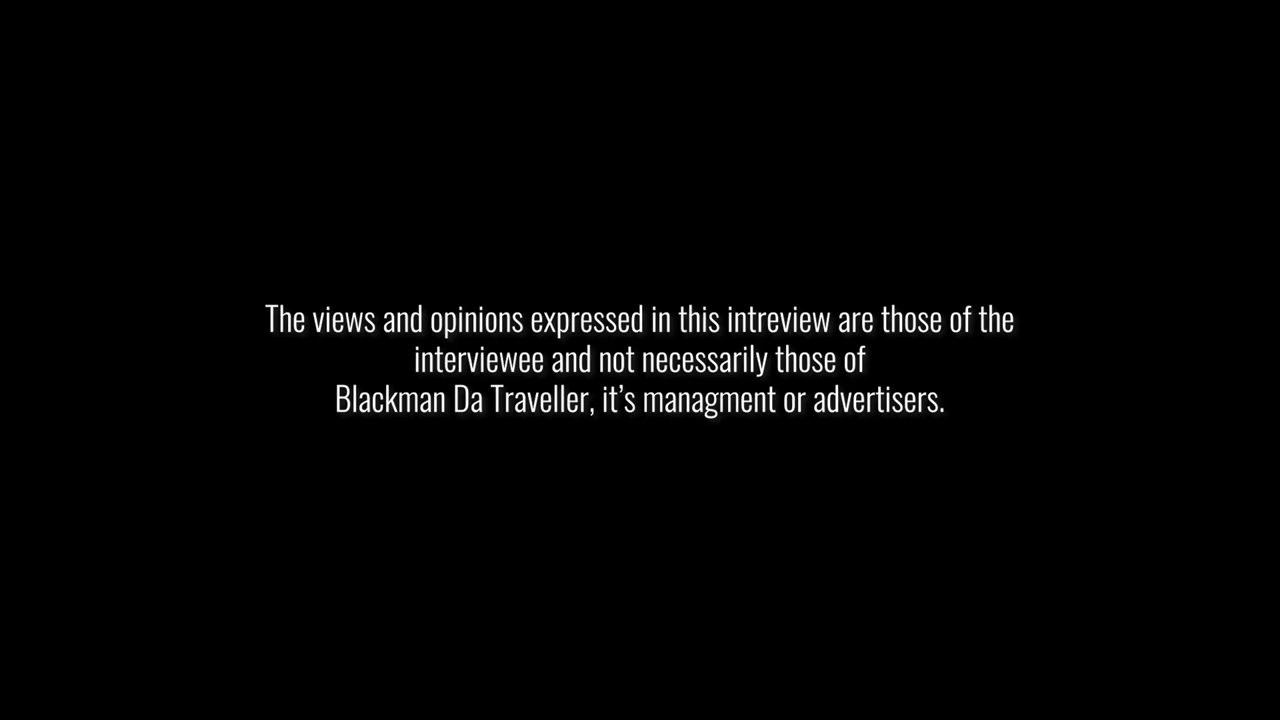 The views and opinions expressed in this intreview are those of the
interviewee and not necessarily those of
Blackman Da Traveller, it’s managment or advertisers.